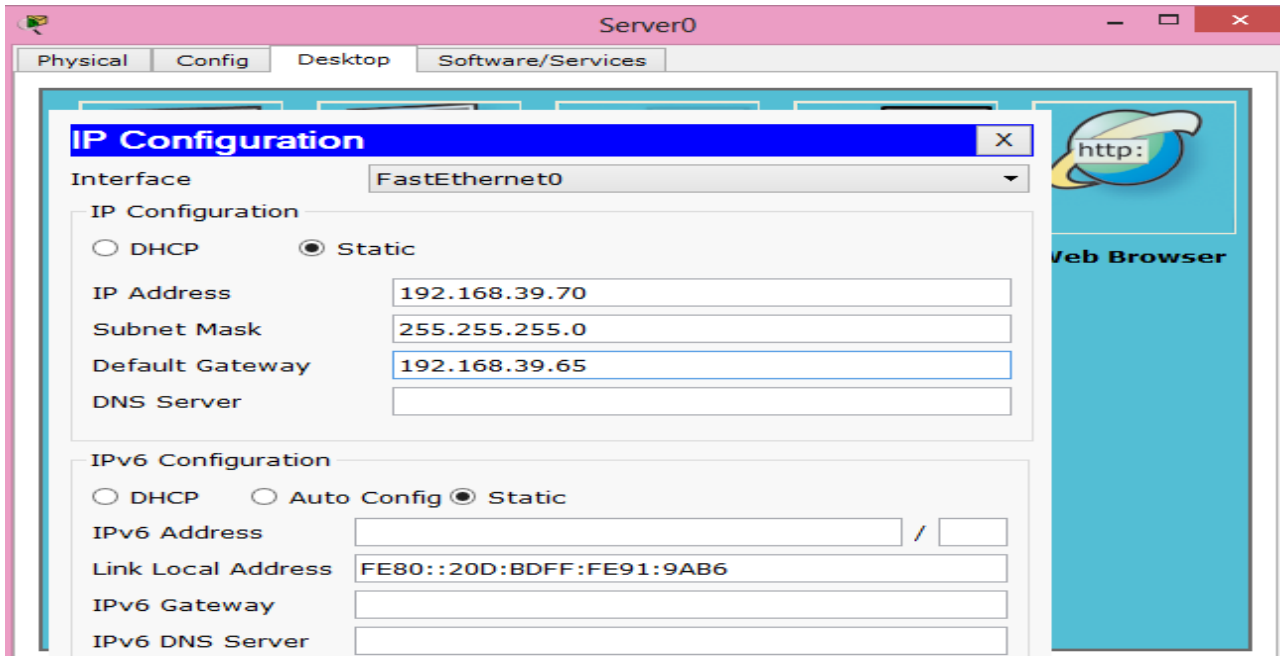 Server0
Physical Config Desktop Software/Services
http:
IP Configuration X
Interface FastEthernet0
IP Configuration
DHCP Static
Web Browser
IP Address 192.168.39.70
Subnet Mask 255.255.255.0
Default Gateway 192.168.39.65
DNS Server
IPv6 Configuration
DHCP Auto Config Static
IPv6 Address /
Link Local Address FE80::20D:BDFF:FE91:9AB6
IPv6 Gateway
IPv6 DNS Server